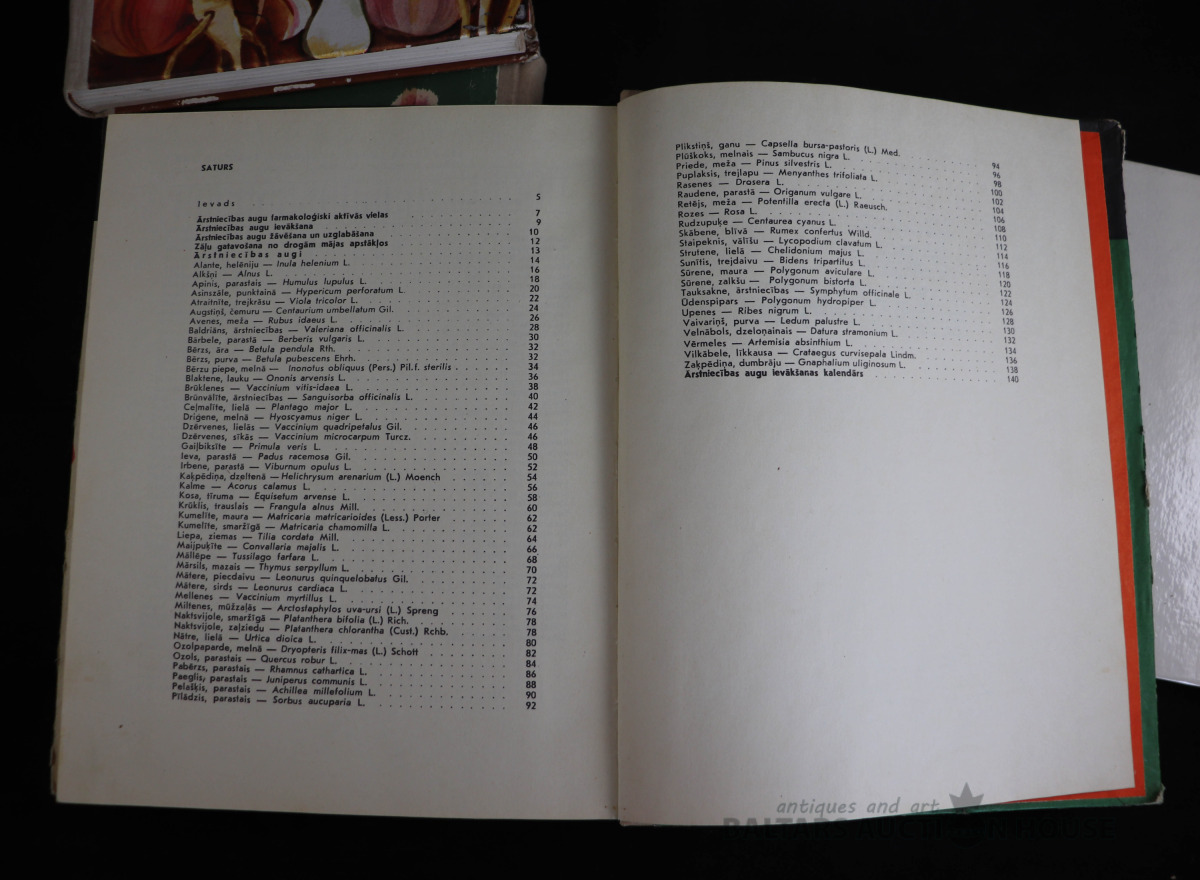 SATURS
Ievads 5
Ārstniecības augu farmakoloģiski aktīvās vielas 7
Ārstniecības augu ievākšana 9
Ārstniecības augu žāvēšana un uzglabāšana 10
Zāļu gatavošana no drogām mājas apstākļos 12
Ārstniecības augi 13
Alante, helēniju — Inula helenium L. 14
Alkšņi — Alnus L. 16
Apinis, parastais — Humulus lupulus L. 18
Asinszāle, punktainā — Hypericum perforatum L 20
Atraitnīte, trejkrāsu — Viola tricolor L. 22
Augstiņš, čemuru — Centaurium umbellatum Gil. 24
Avenes, meža — Rubus idaeus L. 26
Baldriāns, ārstniecības — Valeriana officinalis L. 28
Bārbele, parastā — Berberis vulgaris L. 30
Bērzs, āra — Betula pendula Rth. 32
Bērzs, purva — Betula pubescens Ehrh. 32
Bērzu piepe, melnā — Inonotus obliquus (Pers.) Pil.f. sterilis 34
Blaktene, lauku — Ononis arvensis L. 36
Brūklenes — Vaccinium vitis-idaea L. 38
Brūnvālīte, ārstniecības — Sanguisorba officinalis L. 40
Ceļmalīte, lielā — Plantago major L. 42
Drigene, melnā — Hyoscyamus niger L. 44
Dzērvenes, lielās — Vaccinium quadripetalus Gil. 46
Dzērvenes, sīkās — Vaccinium microcarpum Turcz. 46
Gaiļbiksīte — Primula veris L. 48
Ieva, parastā — Padus racemosa Gil. 50
Irbene, parastā — Viburnum opulus L. 52
Kaķpēdiņa, dzeltenā — Helichrysum arenarium (L.) Moench 54
Kalme — Acorus calamus L. 56
Kosa, tīruma — Equisetum arvense L. 58
Krūklis, trauslais — Frangula alnus Mill. 60
Kumelīte, maura — Matricaria matricarioides (Less.) Porter 62
Kumelīte, smaržīgā — Matricaria chamomilla L. 62
Liepa, ziemas — Tilia cordata Mill. 64
Maijpuķīte — Convallaria majalis L. 66
Māllēpe — Tussilago farfara L. 68
Mārsils, mazais — Thymus serpyllum L. 70
Mātere, piecdaivu — Leonurus quinquelobatus Gil. 72
Mātere, sirds — Leonurus cardiaca L. 72
Mellenes — Vaccinium myrtillus L. 74
Miltenes, mūžzaļās — Arctostaphylos uva-ursi (L.) Spreng 76
Naktsvijole, smaržīgā — Platanthera bifolia (L.) Rich. 78
Naktsvijole, zaļziedu — Platanthera chlorantha (Cust.) Rchb. 78
Nātre, lielā — Urtica dioica L. 80
Ozolpaparde, melnā — Dryopteris filix-mas (L.) Schott 82
Ozols, parastais — Quercus robur L. 84
Pabērzs, parastais — Rhamnus cathartica L. 86
Paeglis, parastais — Juniperus communis L. 88
Pelašķis, parastais — Achillea millefolium L. 90
Pīlādzis, parastais — Sorbus aucuparia L. 92
Plikstiņš, ganu — Capsella bursa-pastoris (L.) Med. 94
Plūškoks, melnais — Sambucus nigra L. 96
Priede, meža — Pinus silvestris L. 98
Puplaksis, trejlapu — Menyanthes trifoliata L. 100
Rasenes — Drosera L. 102
Raudene, parastā — Origanum vulgare L. 104
Retējs, meža — Potentilla erecta (L.) Raeusch. 106
Rozes — Rosa L. 108
Rudzupuķe — Centaurea cyanus L. 110
Skābene, blīvā — Rumex confertus Willd. 112
Staipeknis, vālīšu — Lycopodium clavatum L. 114
Strutene, lielā — Chelidonium majus L. 116
Sunītis, trejdaivu — Bidens tripartitus L. 118
Sūrene, maura — Polygonum aviculare L. 120
Sūrene, zalkšu — Polygonum bistorta L. 122
Tauksakne, ārstniecības — Symphytum officinale L. 124
Ūdenspipars — Polygonum hydropiper L. 126
Upenes — Ribes nigrum L. 128
Vaivariņš, purva — Ledum palustre L. 130
Velnābols, dzeloņainais — Datura stramonium L. 132
Vērmeles — Artemisia absinthium L. 134
Vilkābele, līkkausa — Crataegus curvisepala Lindm. 136
Zaķpēdiņa, dumbrāju — Gnaphalium uliginosum L. 138
Ārstniecības augu ievākšanas kalendārs 140
antiques and art
BALTARS AUCTION HOUSE